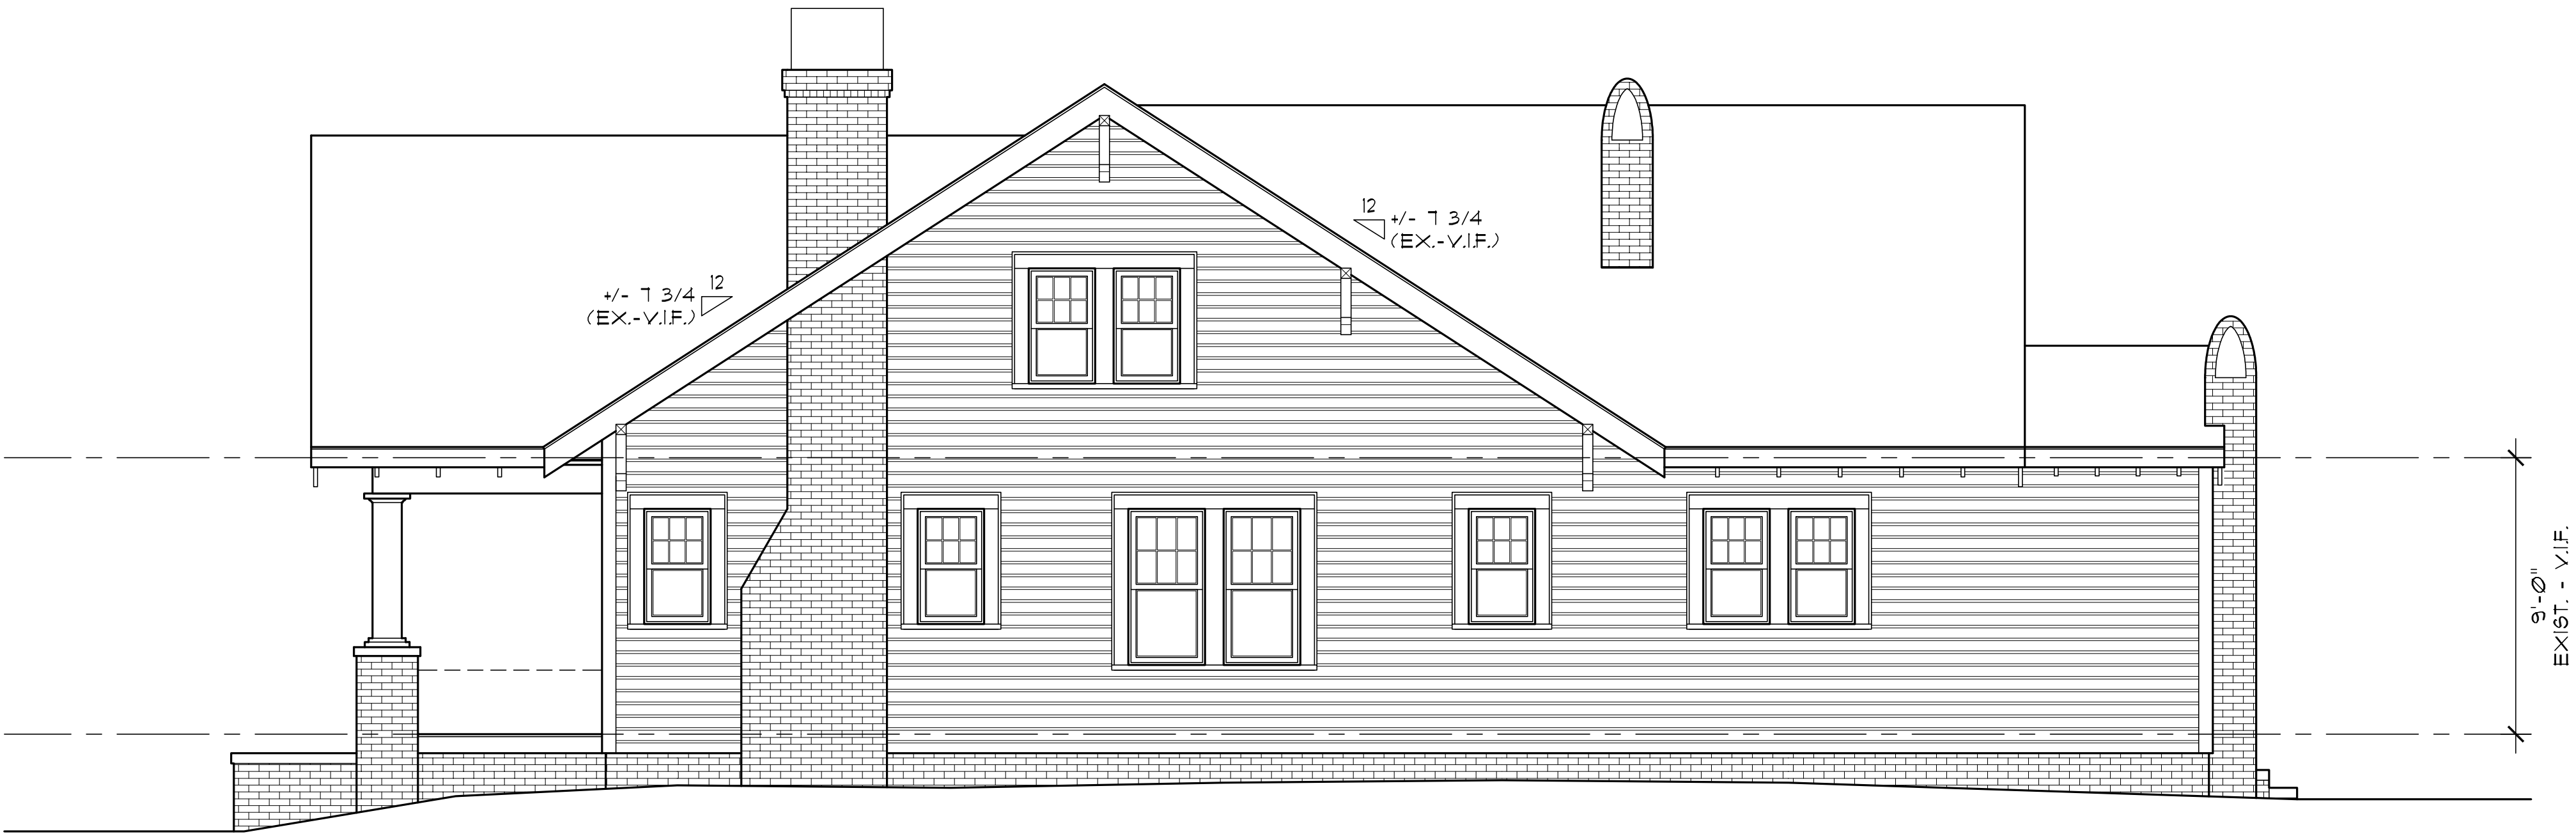 12
+/- 7 3/4
(EX.-V.I.F.)
12
+/- 7 3/4
(EX.-V.I.F.)
9'-0"
EXIST. - V.I.F.